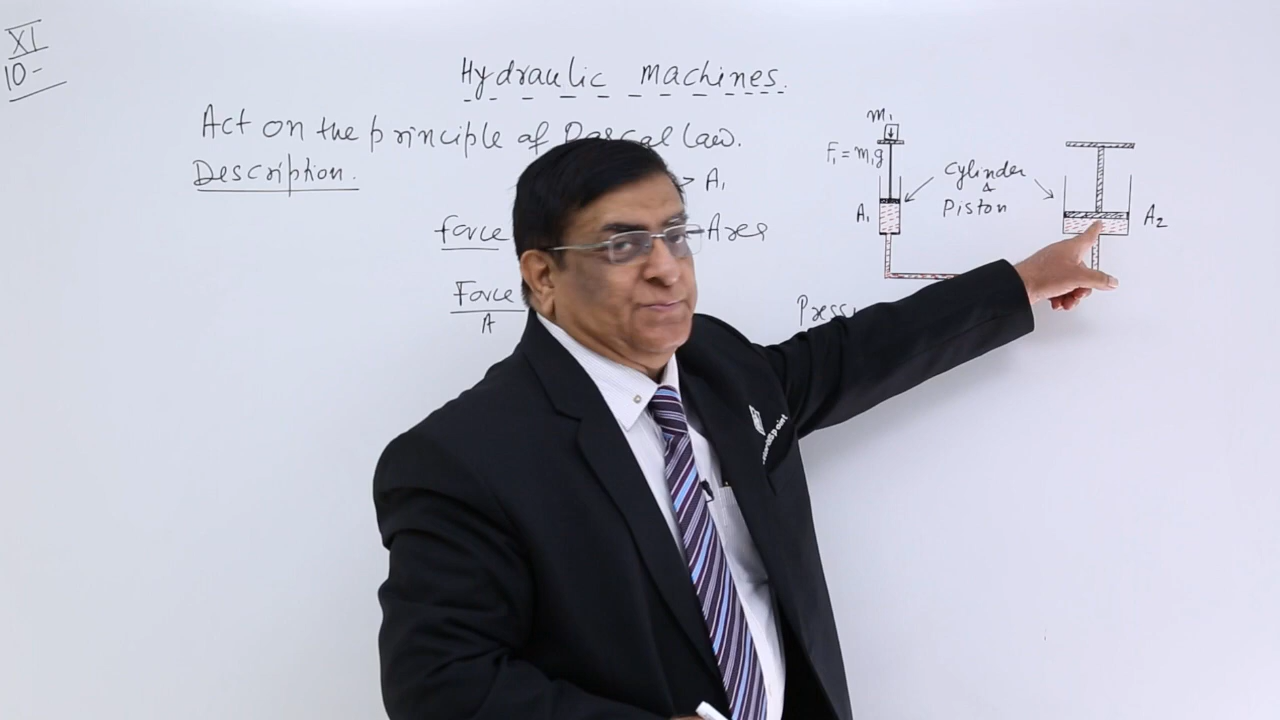 XI
10-
Hydraulic machines.
Act on the principle of Pascal law.
Description.
> A₁
force Area
Force
A
Press
m₁
F₁ = m₁g
A₁
Cylinder
&
Piston
A₂